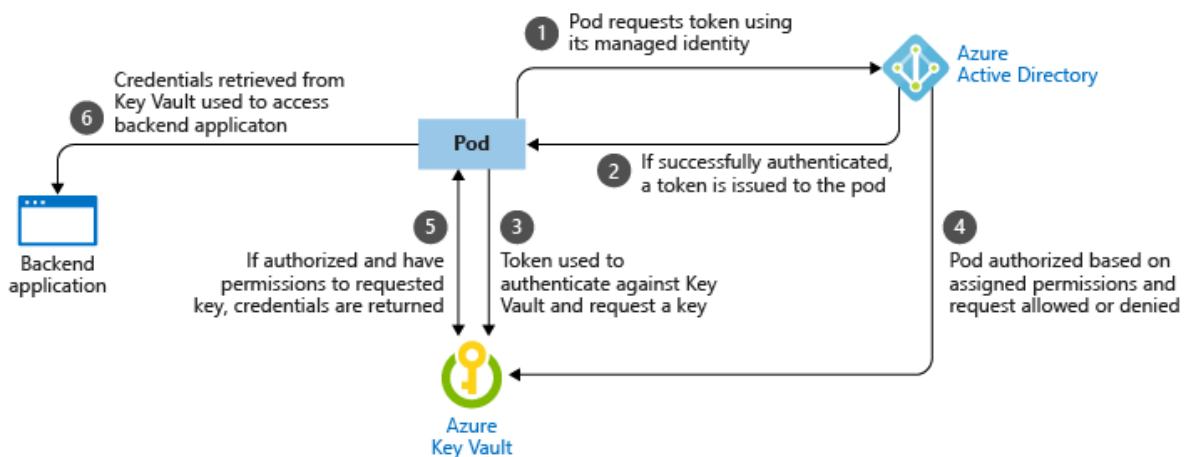 1
Pod requests token using
its managed identity
Azure
Active Directory
Credentials retrieved from
Key Vault used to access
backend applicaton
6
Pod
2
If successfully authenticated,
a token is issued to the pod
Backend
application
5
If authorized and have
permissions to requested
key, credentials are returned
3
Token used to
authenticate against Key
Vault and request a key
4
Pod authorized based on
assigned permissions and
request allowed or denied
Azure
Key Vault